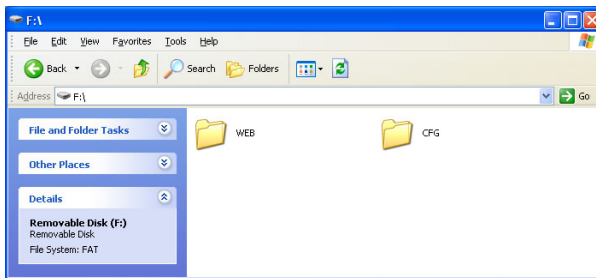 F:\
File Edit View Favorites Tools Help
Back Search Folders
Address F:\ Go
File and Folder Tasks
Other Places
Details
Removable Disk (F:)
Removable Disk
File System: FAT
WEB CFG